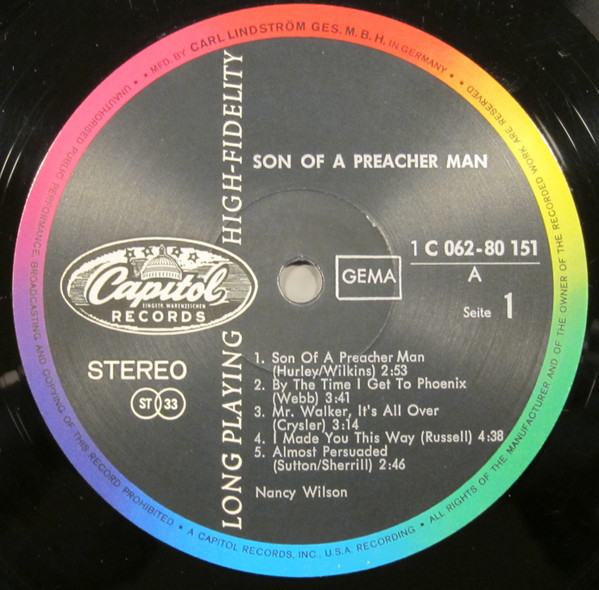 MFD. BY CARL LINDSTRÖM GES. M.B.H. IN GERMANY
UNAUTHORISED PUBLIC PERFORMANCE, BROADCASTING AND COPYING OF THIS RECORD PROHIBITED
ALL RIGHTS OF THE MANUFACTURER AND OF THE OWNER OF THE RECORDED WORK ARE RESERVED
A CAPITOL RECORDS, INC., U.S.A. RECORDING
LONG PLAYING HIGH-FIDELITY
SON OF A PREACHER MAN
Capitol
EINGETR. WARENZEICHEN
RECORDS
GEMA
1 C 062-80 151
A
Seite 1
STEREO
ST 33
1. Son Of A Preacher Man
(Hurley/Wilkins) 2:53
2. By The Time I Get To Phoenix
(Webb) 3:41
3. Mr. Walker, It's All Over
(Crysler) 3:14
4. I Made You This Way (Russell) 4:38
5. Almost Persuaded
(Sutton/Sherrill) 2:46
Nancy Wilson